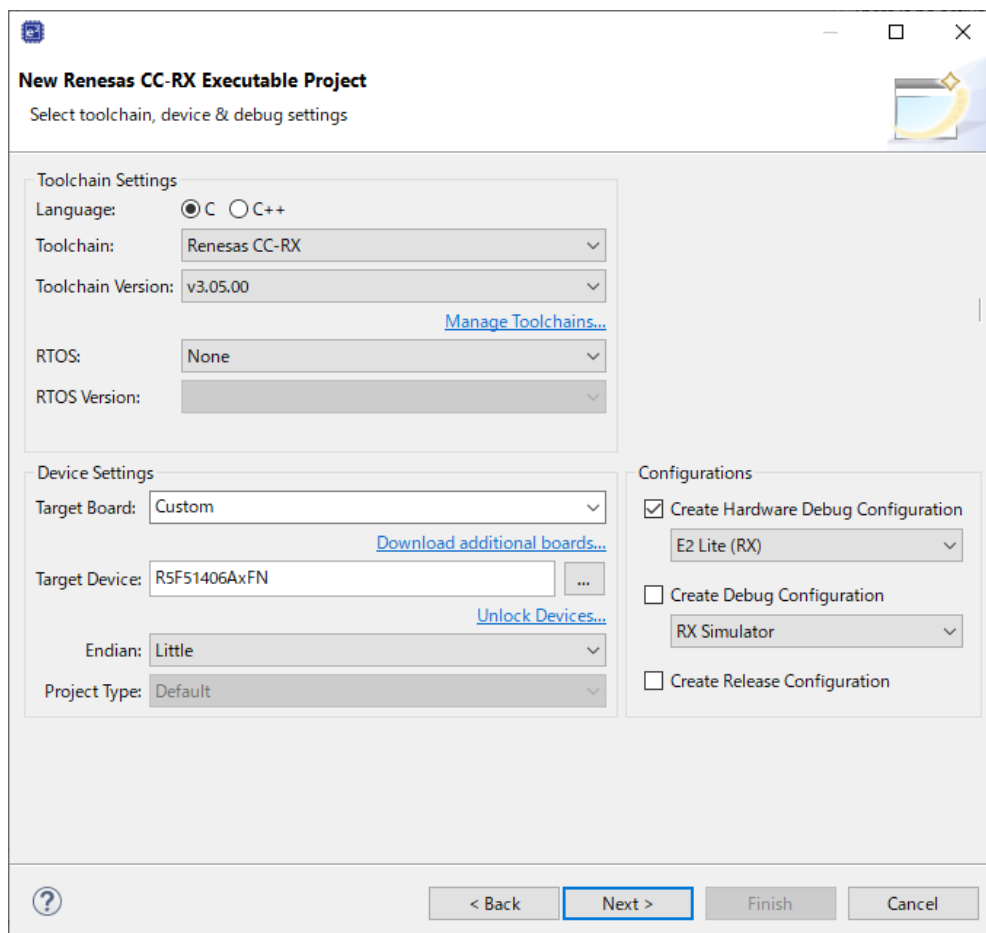 New Renesas CC-RX Executable Project
Select toolchain, device & debug settings
Toolchain Settings
Language: C C++
Toolchain: Renesas CC-RX
Toolchain Version: v3.05.00
Manage Toolchains...
RTOS: None
RTOS Version:
Device Settings
Target Board: Custom
Download additional boards...
Target Device: R5F51406AxFN ...
Unlock Devices...
Endian: Little
Project Type: Default
Configurations
Create Hardware Debug Configuration
E2 Lite (RX)
Create Debug Configuration
RX Simulator
Create Release Configuration
? < Back Next > Finish Cancel